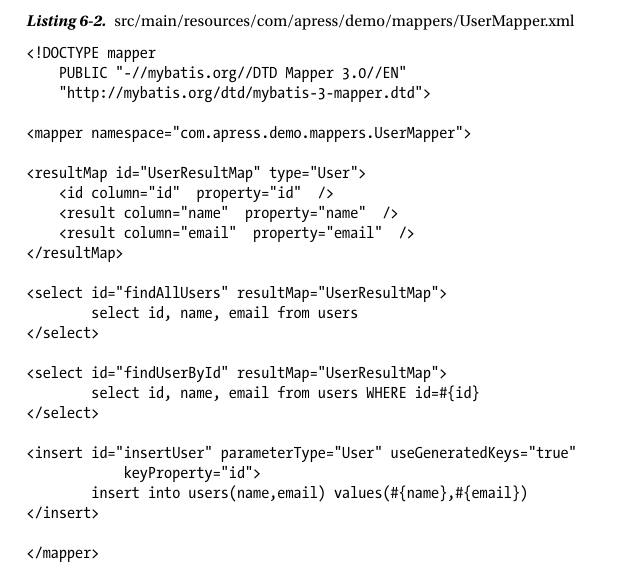 Listing 6-2. src/main/resources/com/apress/demo/mappers/UserMapper.xml
<!DOCTYPE mapper
    PUBLIC "-//mybatis.org//DTD Mapper 3.0//EN"
    "http://mybatis.org/dtd/mybatis-3-mapper.dtd">
<mapper namespace="com.apress.demo.mappers.UserMapper">
<resultMap id="UserResultMap" type="User">
    <id column="id"  property="id"  />
    <result column="name"  property="name"  />
    <result column="email"  property="email"  />
</resultMap>
<select id="findAllUsers" resultMap="UserResultMap">
        select id, name, email from users
</select>
<select id="findUserById" resultMap="UserResultMap">
        select id, name, email from users WHERE id=#{id}
</select>
<insert id="insertUser" parameterType="User" useGeneratedKeys="true"
            keyProperty="id">
        insert into users(name,email) values(#{name},#{email})
</insert>
</mapper>